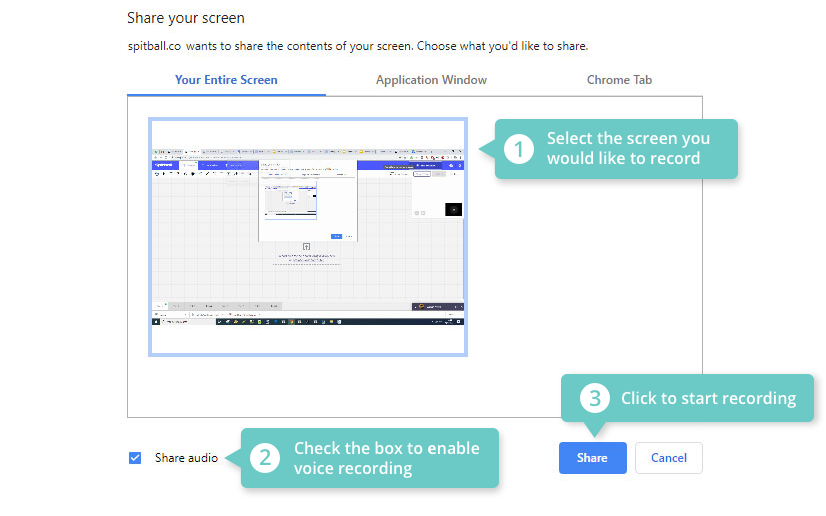 Share your screen
spitball.co wants to share the contents of your screen. Choose what you'd like to share.
Your Entire Screen
Application Window
Chrome Tab
1
Select the screen you
would like to record
3
Click to start recording
Share audio
2
Check the box to enable
voice recording
Share
Cancel